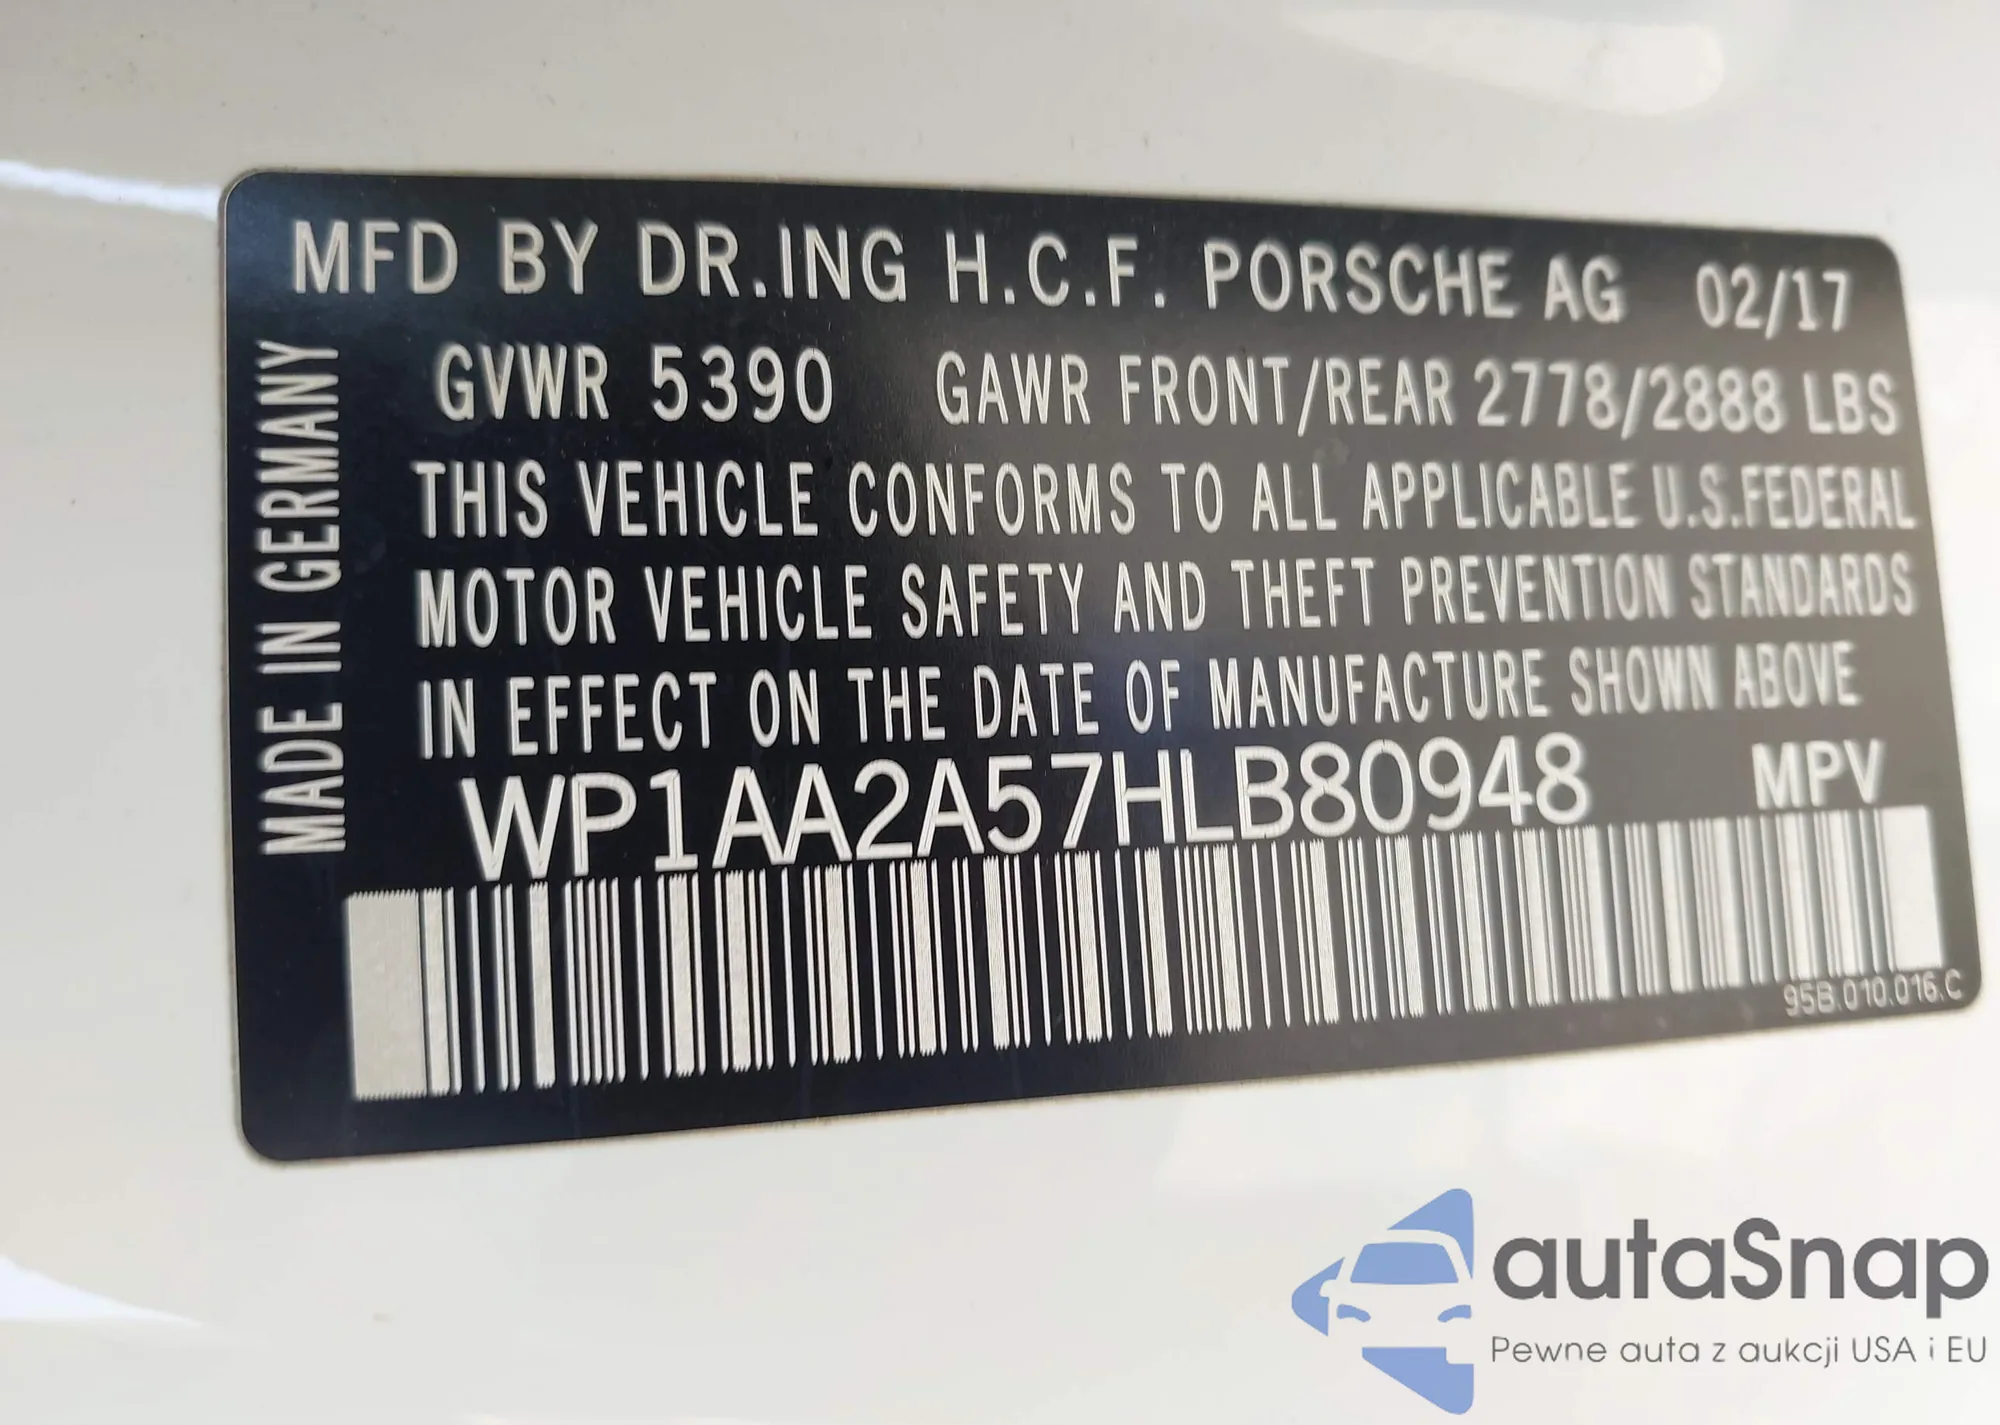 MFD BY DR.ING H.C.F. PORSCHE AG 02/17
GVWR 5390 GAWR FRONT/REAR 2778/2888 LBS
THIS VEHICLE CONFORMS TO ALL APPLICABLE U.S.FEDERAL
MOTOR VEHICLE SAFETY AND THEFT PREVENTION STANDARDS
IN EFFECT ON THE DATE OF MANUFACTURE SHOWN ABOVE
WP1AA2A57HLB80948 MPV
MADE IN GERMANY
95B.010.016.C
autaSnap
Pewne auta z aukcji USA i EU